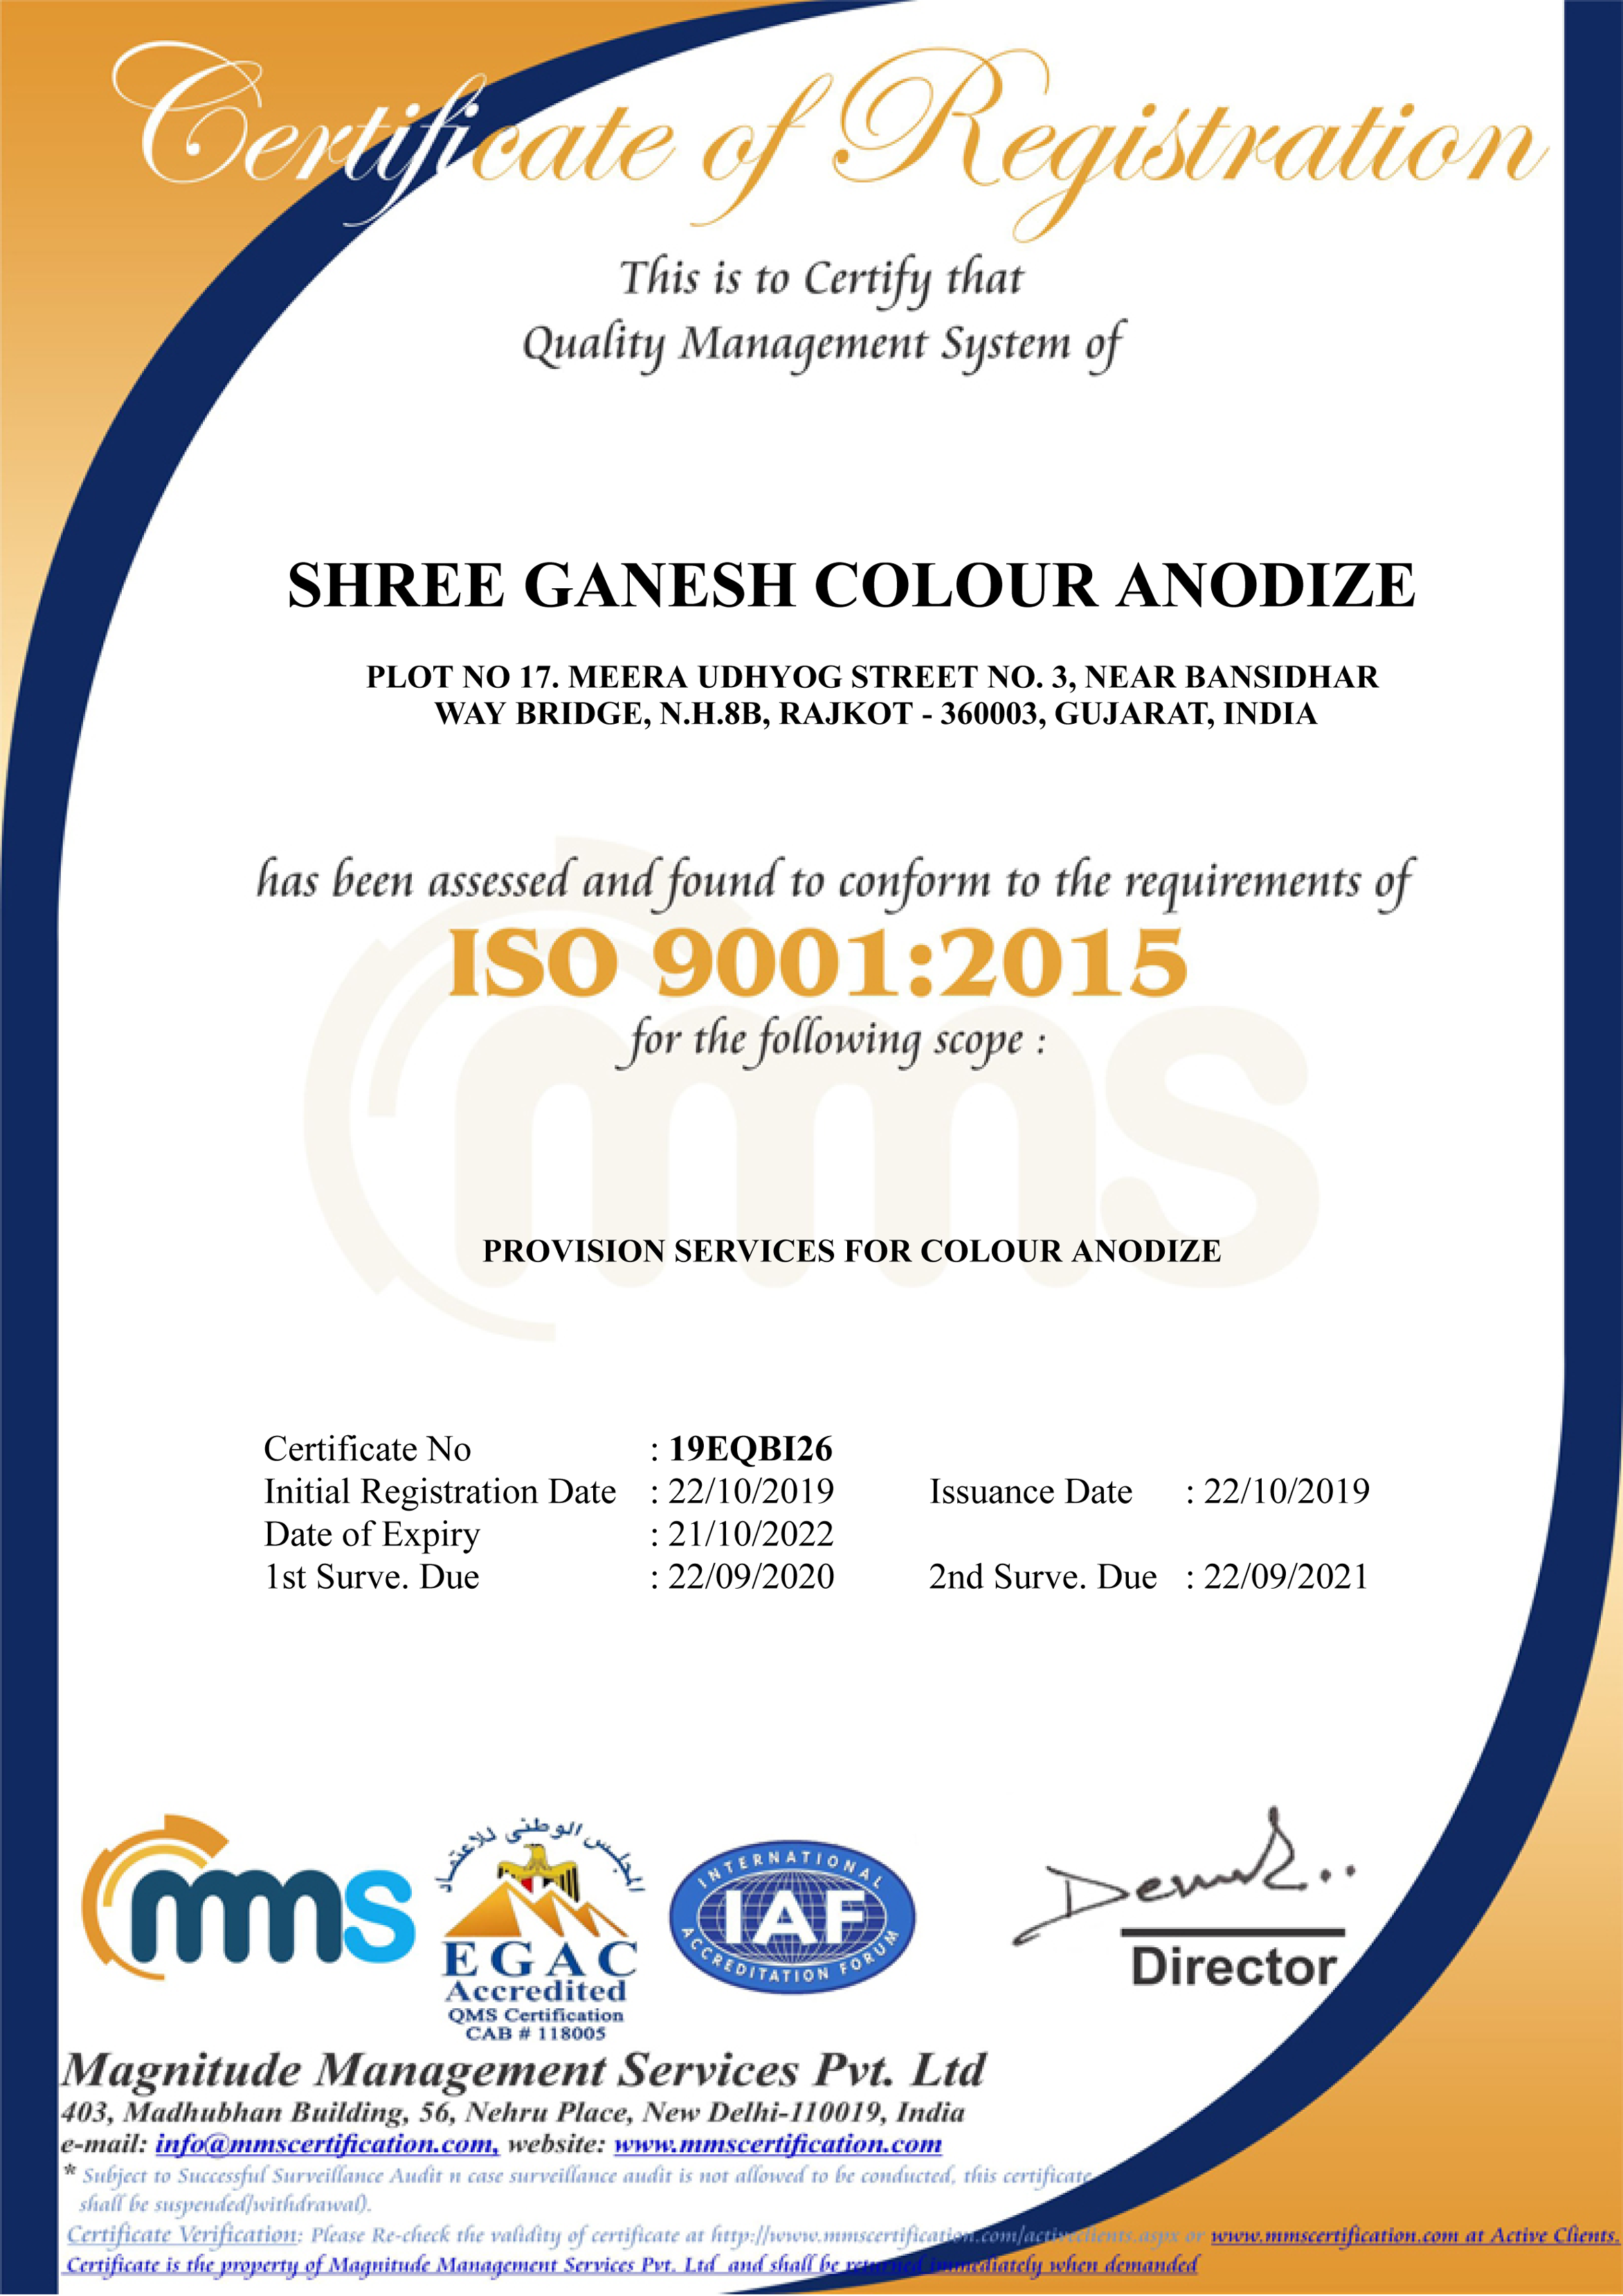 Certificate of Registration
This is to Certify that
Quality Management System of
SHREE GANESH COLOUR ANODIZE
PLOT NO 17. MEERA UDHYOG STREET NO. 3, NEAR BANSIDHAR
WAY BRIDGE, N.H.8B, RAJKOT - 360003, GUJARAT, INDIA
has been assessed and found to conform to the requirements of
ISO 9001:2015
for the following scope :
mms
PROVISION SERVICES FOR COLOUR ANODIZE
Certificate No : 19EQBI26
Initial Registration Date : 22/10/2019 Issuance Date : 22/10/2019
Date of Expiry : 21/10/2022
1st Surve. Due : 22/09/2020 2nd Surve. Due : 22/09/2021
mms
المجلس الوطني للاعتماد
EGAC
Accredited
QMS Certification
CAB # 118005
INTERNATIONAL
IAF
ACCREDITATION FORUM
Director
Magnitude Management Services Pvt. Ltd
403, Madhubhan Building, 56, Nehru Place, New Delhi-110019, India
e-mail: info@mmscertification.com, website: www.mmscertification.com
* Subject to Successful Surveillance Audit n case surveillance audit is not allowed to be conducted, this certificate
shall be suspended/withdrawal).
Certificate Verification: Please Re-check the validity of certificate at http://www.mmscertification.com/activeclients.aspx or www.mmscertification.com at Active Clients.
Certificate is the property of Magnitude Management Services Pvt. Ltd and shall be returned immediately when demanded